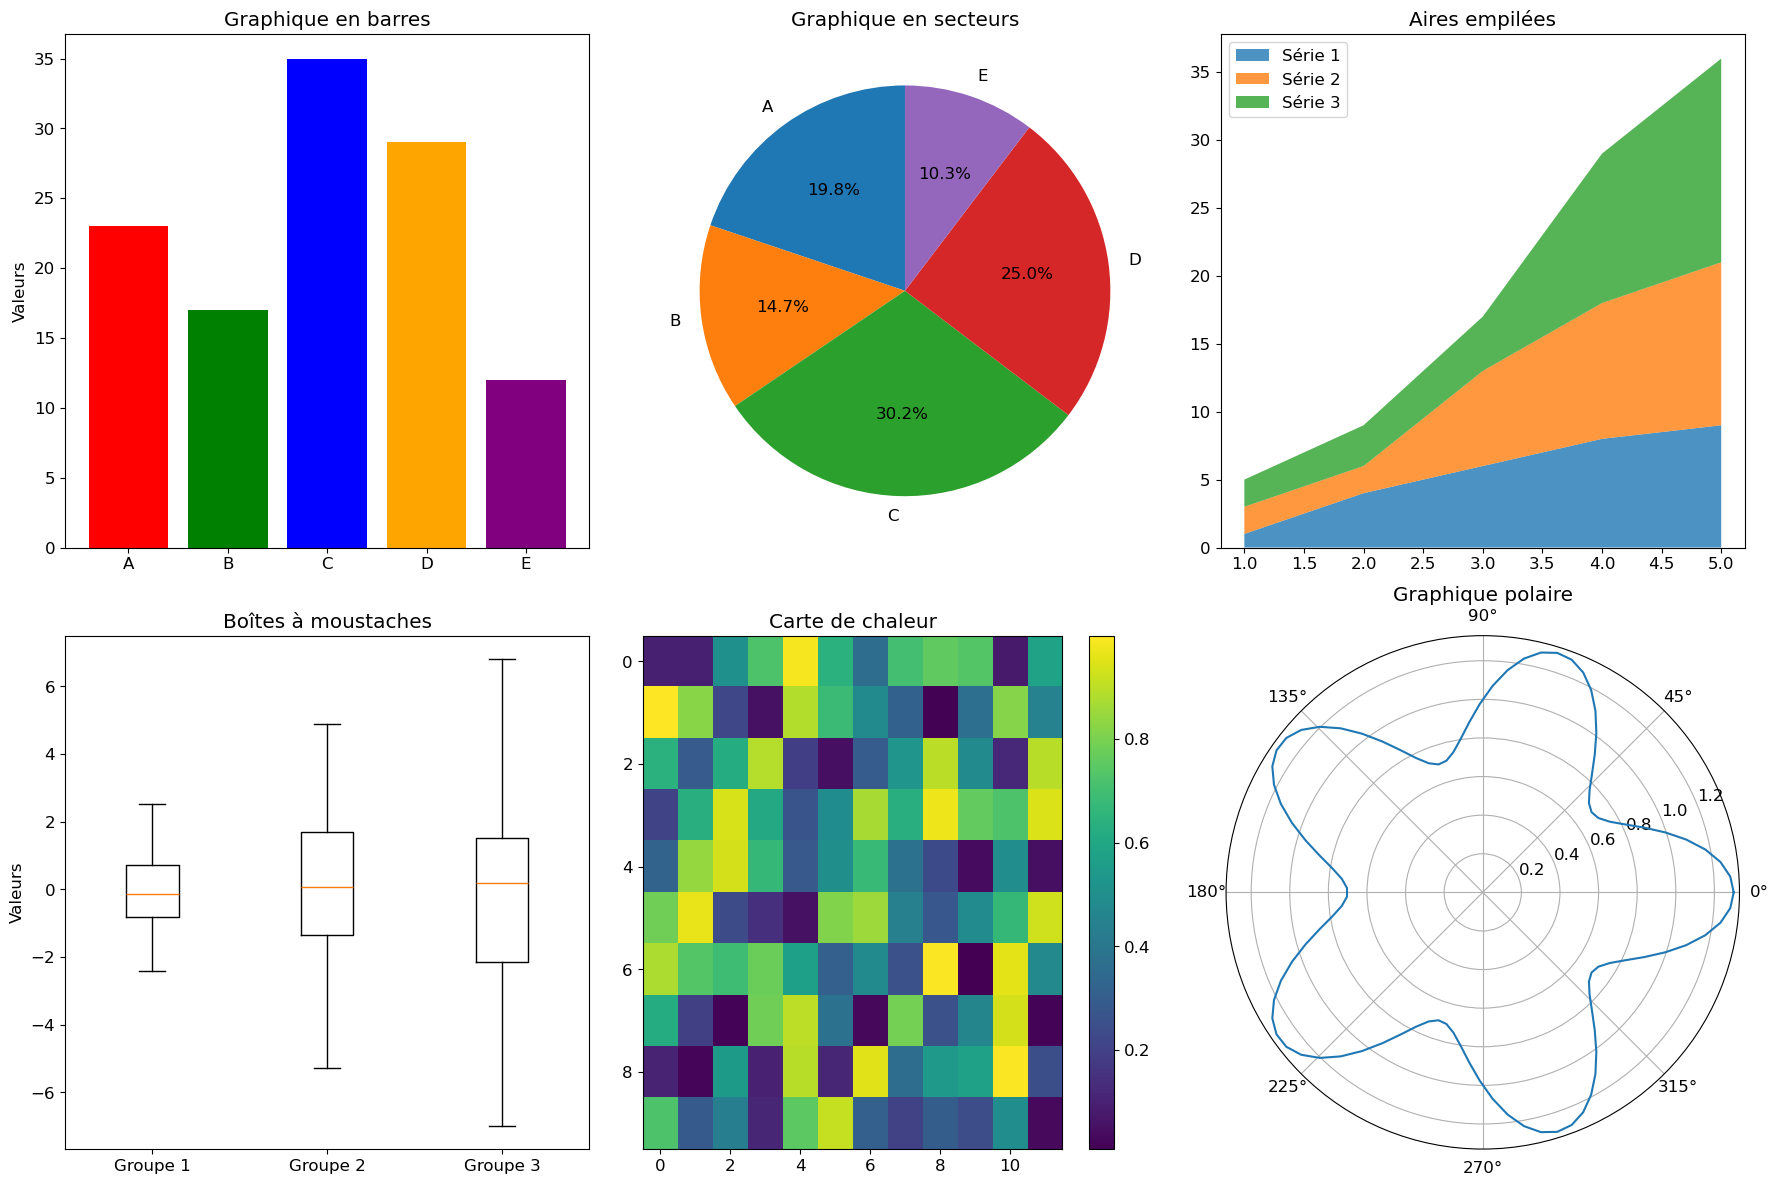 Graphique en barres
Valeurs
35
30
25
20
15
10
5
0
A B C D E
Graphique en secteurs
A
B
C
D
E
19.8%
14.7%
30.2%
25.0%
10.3%
Aires empilées
Série 1
Série 2
Série 3
35
30
25
20
15
10
5
0
1.0 1.5 2.0 2.5 3.0 3.5 4.0 4.5 5.0
Boîtes à moustaches
Valeurs
6
4
2
0
−2
−4
−6
Groupe 1 Groupe 2 Groupe 3
Carte de chaleur
0
2
4
6
8
0 2 4 6 8 10
0.8
0.6
0.4
0.2
Graphique polaire
90°
135°
45°
180°
0°
225°
315°
270°
0.2
0.4
0.6
0.8
1.0
1.2